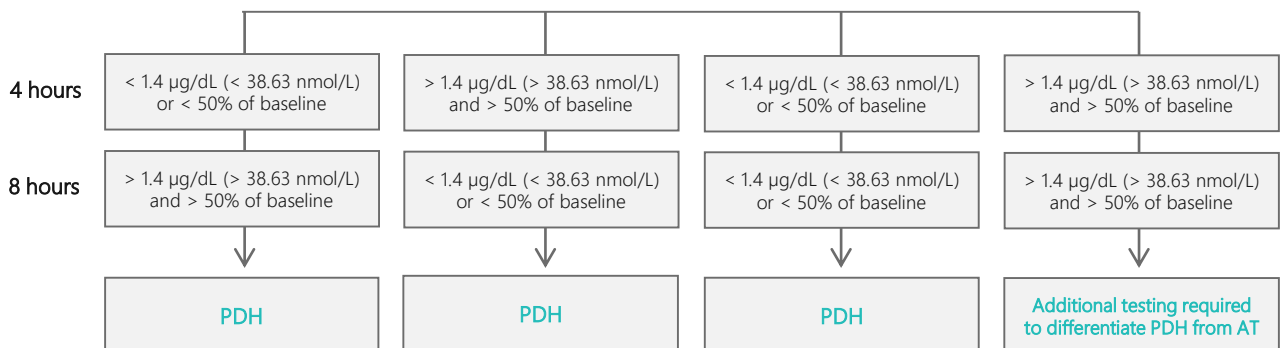 4 hours
< 1.4 µg/dL (< 38.63 nmol/L)
or < 50% of baseline
> 1.4 µg/dL (> 38.63 nmol/L)
and > 50% of baseline
< 1.4 µg/dL (< 38.63 nmol/L)
or < 50% of baseline
> 1.4 µg/dL (> 38.63 nmol/L)
and > 50% of baseline
8 hours
> 1.4 µg/dL (> 38.63 nmol/L)
and > 50% of baseline
< 1.4 µg/dL (< 38.63 nmol/L)
or < 50% of baseline
< 1.4 µg/dL (< 38.63 nmol/L)
or < 50% of baseline
> 1.4 µg/dL (> 38.63 nmol/L)
and > 50% of baseline
PDH
PDH
PDH
Additional testing required
to differentiate PDH from AT